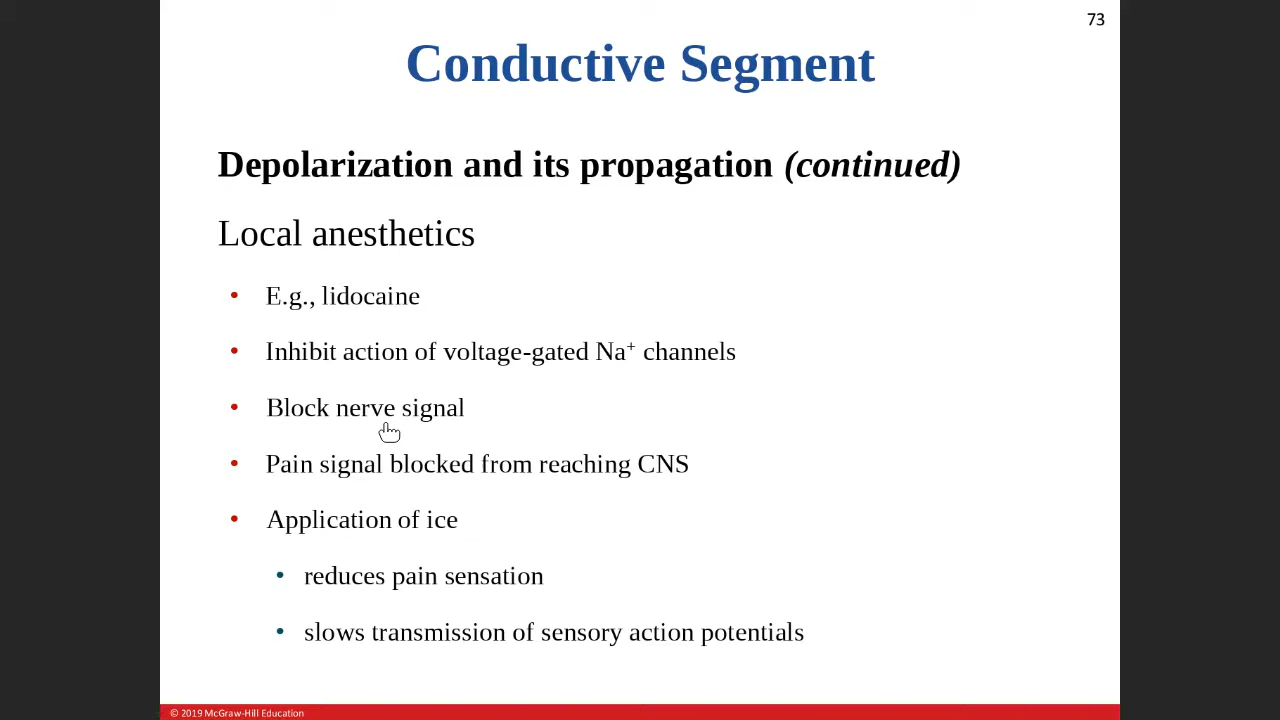 73
Conductive Segment
Depolarization and its propagation (continued)
Local anesthetics
• E.g., lidocaine
• Inhibit action of voltage-gated Na⁺ channels
• Block nerve signal
• Pain signal blocked from reaching CNS
• Application of ice
• reduces pain sensation
• slows transmission of sensory action potentials
© 2019 McGraw-Hill Education